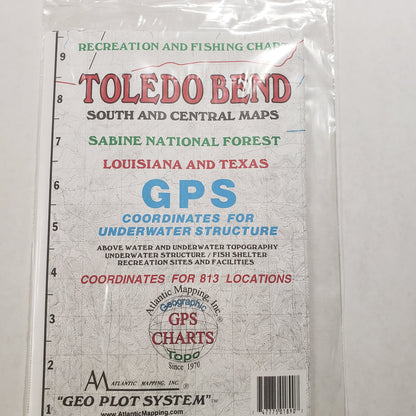 RECREATION AND FISHING CHART
TOLEDO BEND
SOUTH AND CENTRAL MAPS
SABINE NATIONAL FOREST
LOUISIANA AND TEXAS
GPS
COORDINATES FOR
UNDERWATER STRUCTURE
ABOVE WATER AND UNDERWATER TOPOGRAPHY
UNDERWATER STRUCTURE / FISH SHELTER
RECREATION SITES AND FACILITIES
COORDINATES FOR 813 LOCATIONS
Atlantic Mapping, Inc.®
Geographic
GPS
CHARTS
Topo
Since 1970
AM
ATLANTIC MAPPING, INC.®
"GEO PLOT SYSTEM"™
www.AtlanticMapping.com
9
8
7
6
5
4
3
2
1